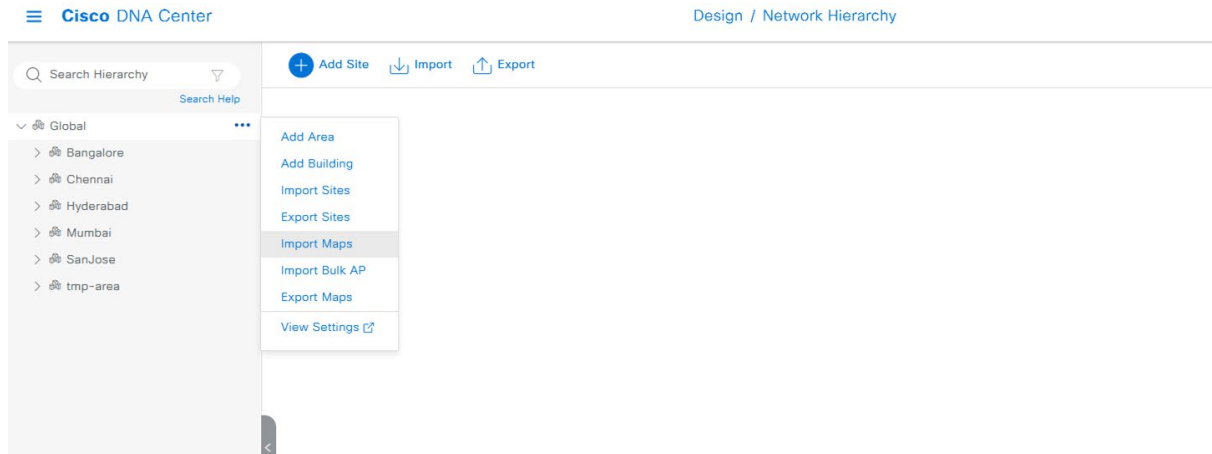 Cisco DNA Center
Design / Network Hierarchy
Search Hierarchy
Add Site Import Export
Search Help
Global
Bangalore
Chennai
Hyderabad
Mumbai
SanJose
tmp-area
Add Area
Add Building
Import Sites
Export Sites
Import Maps
Import Bulk AP
Export Maps
View Settings